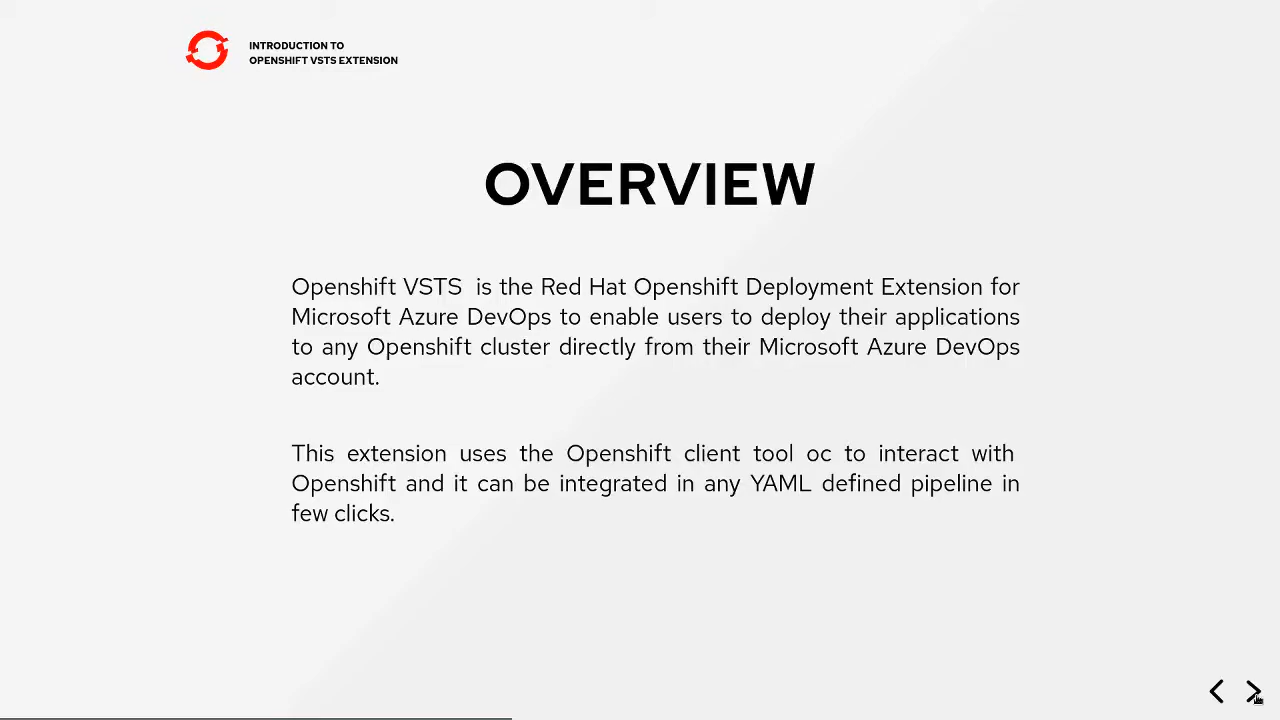 INTRODUCTION TO
OPENSHIFT VSTS EXTENSION
OVERVIEW
Openshift VSTS is the Red Hat Openshift Deployment Extension for
Microsoft Azure DevOps to enable users to deploy their applications
to any Openshift cluster directly from their Microsoft Azure DevOps
account.
This extension uses the Openshift client tool oc to interact with
Openshift and it can be integrated in any YAML defined pipeline in
few clicks.